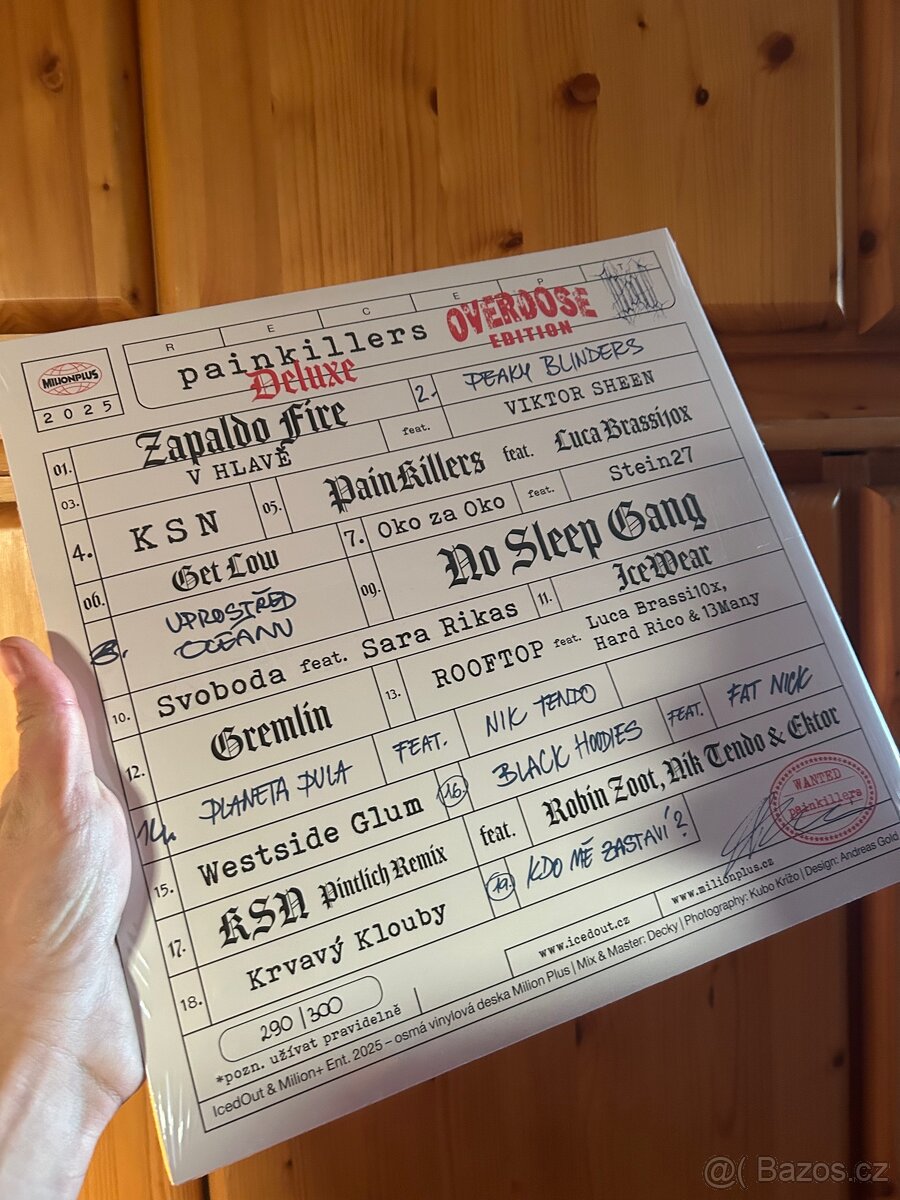 RECEPT
MILIONPLUS
2025
painkillers
Deluxe
OVERDOSE
EDITION
01. Zapaldo Fire
2. PEAKY BLINDERS
03. V HLAVĚ feat. VIKTOR SHEEN
4. KSN
05. PainKillers feat. Luca Brassi10x
06. Get Low
7. Oko za Oko feat. Stein27
8. UPROSTŘED
OCEÁNU
09. No Sleep Gang
10. Svoboda feat. Sara Rikas
11. IceWear
12. Gremlin
13. ROOFTOP feat. Luca Brassi10x,
Hard Rico & 13Many
14. PLANETA PULA FEAT. NIK TENDO
15. Westside Glum
16. BLACK HOODIES FEAT. FAT NICK
17. KSN Pintlich Remix feat. Robin Zoot, Nik Tendo & Ektor
18. Krvavý Klouby
19. KDO MĚ ZASTAVÍ?
WANTED
painkillers
290/300
*pozn. užívat pravidelně
www.icedout.cz
www.milionplus.cz
IcedOut & Milion+ Ent. 2025 – osmá vinylová deska Milion Plus | Mix & Master: Decky | Photography: Kubo Križo | Design: Andreas Gold
@( Bazos.cz